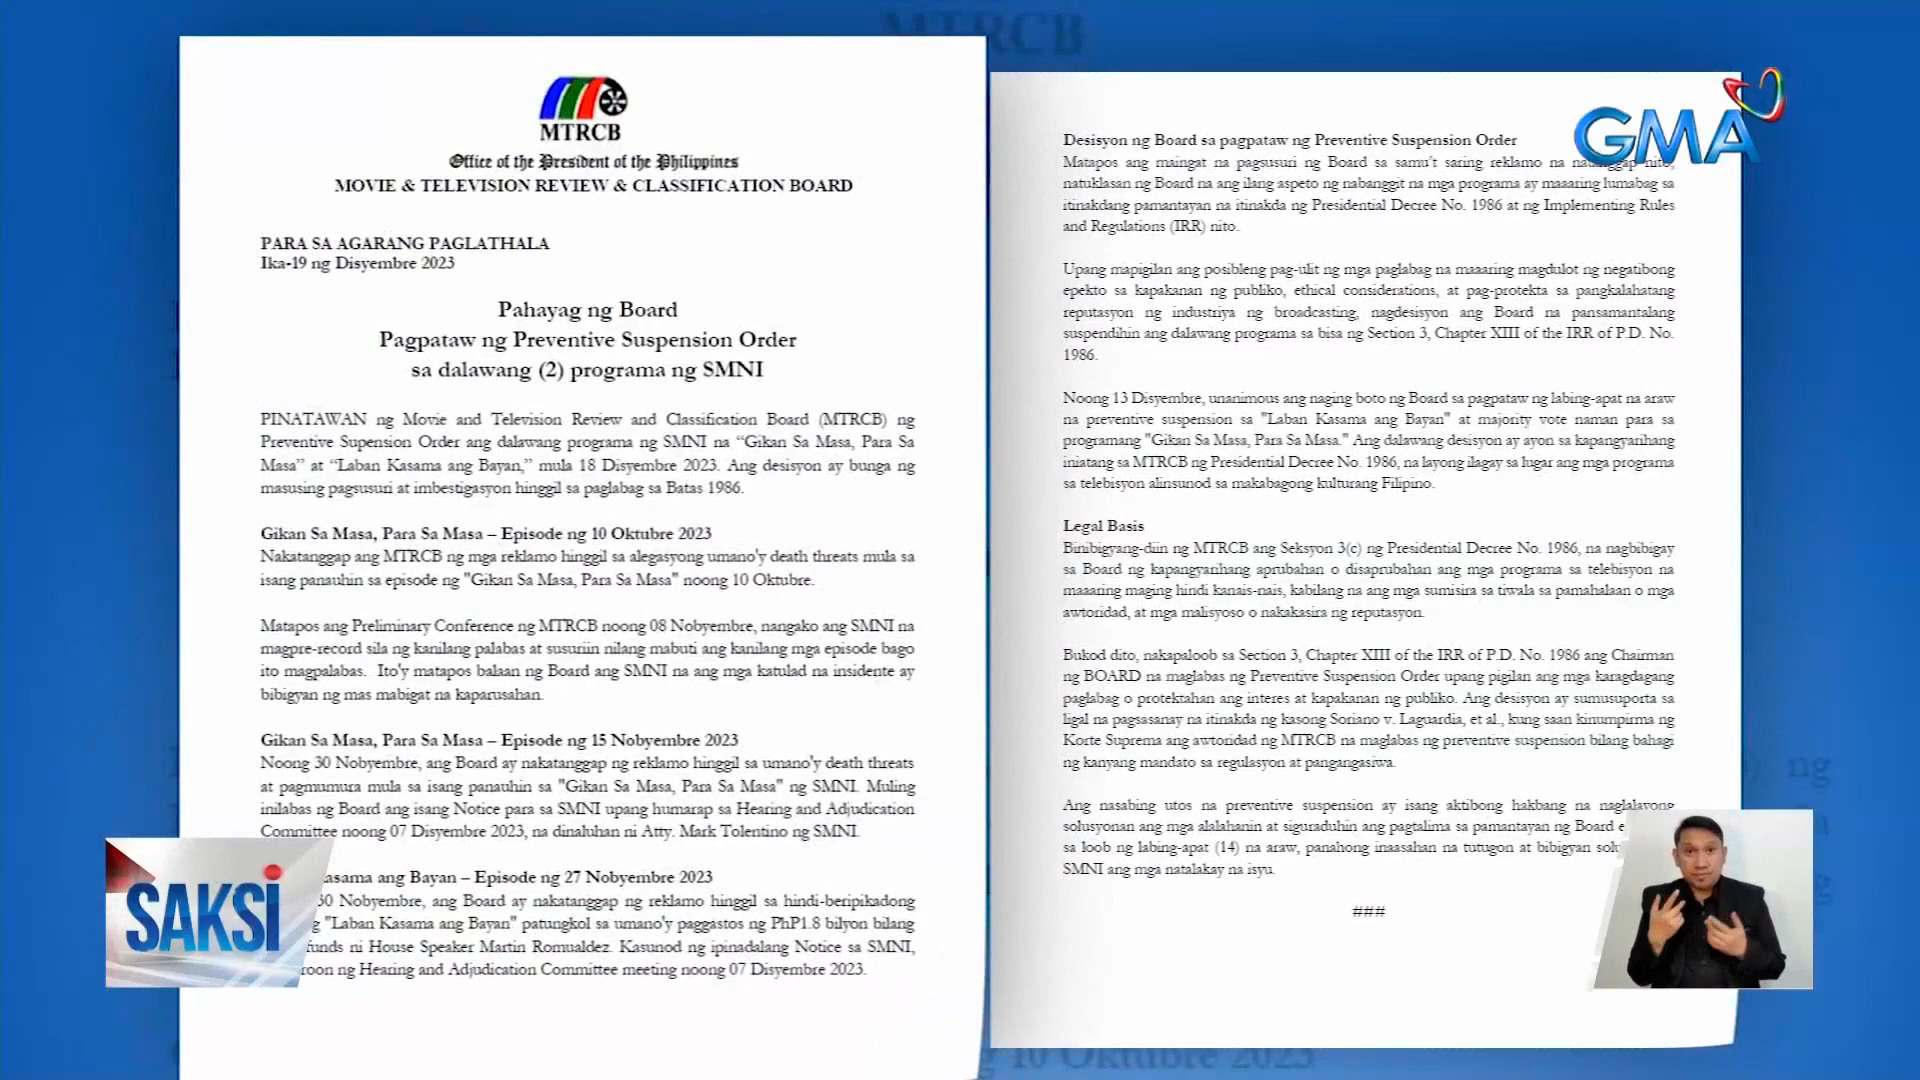 MTRCB
Office of the President of the Philippines
MOVIE & TELEVISION REVIEW & CLASSIFICATION BOARD
PARA SA AGARANG PAGLATHALA
Ika-19 ng Disyembre 2023
Pahayag ng Board
Pagpataw ng Preventive Suspension Order
sa dalawang (2) programa ng SMNI
PINATAWAN ng Movie and Television Review and Classification Board (MTRCB) ng
Preventive Supension Order ang dalawang programa ng SMNI na “Gikan Sa Masa, Para Sa
Masa” at “Laban Kasama ang Bayan,” mula 18 Disyembre 2023. Ang desisyon ay bunga ng
masusing pagsusuri at imbestigasyon hinggil sa paglabag sa Batas 1986.
Gikan Sa Masa, Para Sa Masa – Episode ng 10 Oktubre 2023
Nakatanggap ang MTRCB ng mga reklamo hinggil sa alegasyong umano'y death threats mula sa
isang panauhin sa episode ng "Gikan Sa Masa, Para Sa Masa" noong 10 Oktubre.
Matapos ang Preliminary Conference ng MTRCB noong 08 Nobyembre, nangako ang SMNI na
magpre-record sila ng kanilang palabas at susuriin nilang mabuti ang kanilang mga episode bago
ito magpalabas. Ito'y matapos balaan ng Board ang SMNI na ang mga katulad na insidente ay
bibigyan ng mas mabigat na kaparusahan.
Gikan Sa Masa, Para Sa Masa – Episode ng 15 Nobyembre 2023
Noong 30 Nobyembre, ang Board ay nakatanggap ng reklamo hinggil sa umano'y death threats
at pagmumura mula sa isang panauhin sa "Gikan Sa Masa, Para Sa Masa" ng SMNI. Muling
inilabas ng Board ang isang Notice para sa SMNI upang humarap sa Hearing and Adjudication
Committee noong 07 Disyembre 2023, na dinaluhan ni Atty. Mark Tolentino ng SMNI.
asama ang Bayan – Episode ng 27 Nobyembre 2023
30 Nobyembre, ang Board ay nakatanggap ng reklamo hinggil sa hindi-beripikadong
"Laban Kasama ang Bayan" patungkol sa umano'y paggastos ng PhP1.8 bilyon bilang
funds ni House Speaker Martin Romualdez. Kasunod ng ipinadalang Notice sa SMNI,
roon ng Hearing and Adjudication Committee meeting noong 07 Disyembre 2023.
Desisyon ng Board sa pagpataw ng Preventive Suspension Order
Matapos ang maingat na pagsusuri ng Board sa samu't saring reklamo na natanggap nito,
natuklasan ng Board na ang ilang aspeto ng nabanggit na mga programa ay maaaring lumabag sa
itinakdang pamantayan na itinakda ng Presidential Decree No. 1986 at ng Implementing Rules
and Regulations (IRR) nito.
Upang mapigilan ang posibleng pag-ulit ng mga paglabag na maaaring magdulot ng negatibong
epekto sa kapakanan ng publiko, ethical considerations, at pag-protekta sa pangkalahatang
reputasyon ng industriya ng broadcasting, nagdesisyon ang Board na pansamantalang
suspendihin ang dalawang programa sa bisa ng Section 3, Chapter XIII of the IRR of P.D. No.
1986.
Noong 13 Disyembre, unanimous ang naging boto ng Board sa pagpataw ng labing-apat na araw
na preventive suspension sa "Laban Kasama ang Bayan" at majority vote naman para sa
programang "Gikan Sa Masa, Para Sa Masa." Ang dalawang desisyon ay ayon sa kapangyarihang
iniatang sa MTRCB ng Presidential Decree No. 1986, na layong ilagay sa lugar ang mga programa
sa telebisyon alinsunod sa makabagong kulturang Filipino.
Legal Basis
Binibigyang-diin ng MTRCB ang Seksyon 3(c) ng Presidential Decree No. 1986, na nagbibigay
sa Board ng kapangyarihang aprubahan o disaprubahan ang mga programa sa telebisyon na
maaaring maging hindi kanais-nais, kabilang na ang mga sumisira sa tiwala sa pamahalaan o mga
awtoridad, at mga malisyoso o nakakasira ng reputasyon.
Bukod dito, nakapaloob sa Section 3, Chapter XIII of the IRR of P.D. No. 1986 ang Chairman
ng BOARD na maglabas ng Preventive Suspension Order upang pigilan ang mga karagdagang
paglabag o protektahan ang interes at kapakanan ng publiko. Ang desisyon ay sumusuporta sa
ligal na pagsasanay na itinakda ng kasong Soriano v. Laguardia, et al., kung saan kinumpirma ng
Korte Suprema ang awtoridad ng MTRCB na maglabas ng preventive suspension bilang bahagi
ng kanyang mandato sa regulasyon at pangangasiwa.
Ang nasabing utos na preventive suspension ay isang aktibong hakbang na naglalayong
solusyonan ang mga alalahanin at siguraduhin ang pagtalima sa pamantayan ng Board
sa loob ng labing-apat (14) na araw, panahong inaasahan na tutugon at bibigyan
SMNI ang mga natalakay na isyu.
###
GMA
SAKSI
MTRCB
ng
ng
ng 10 Oktubre 2023